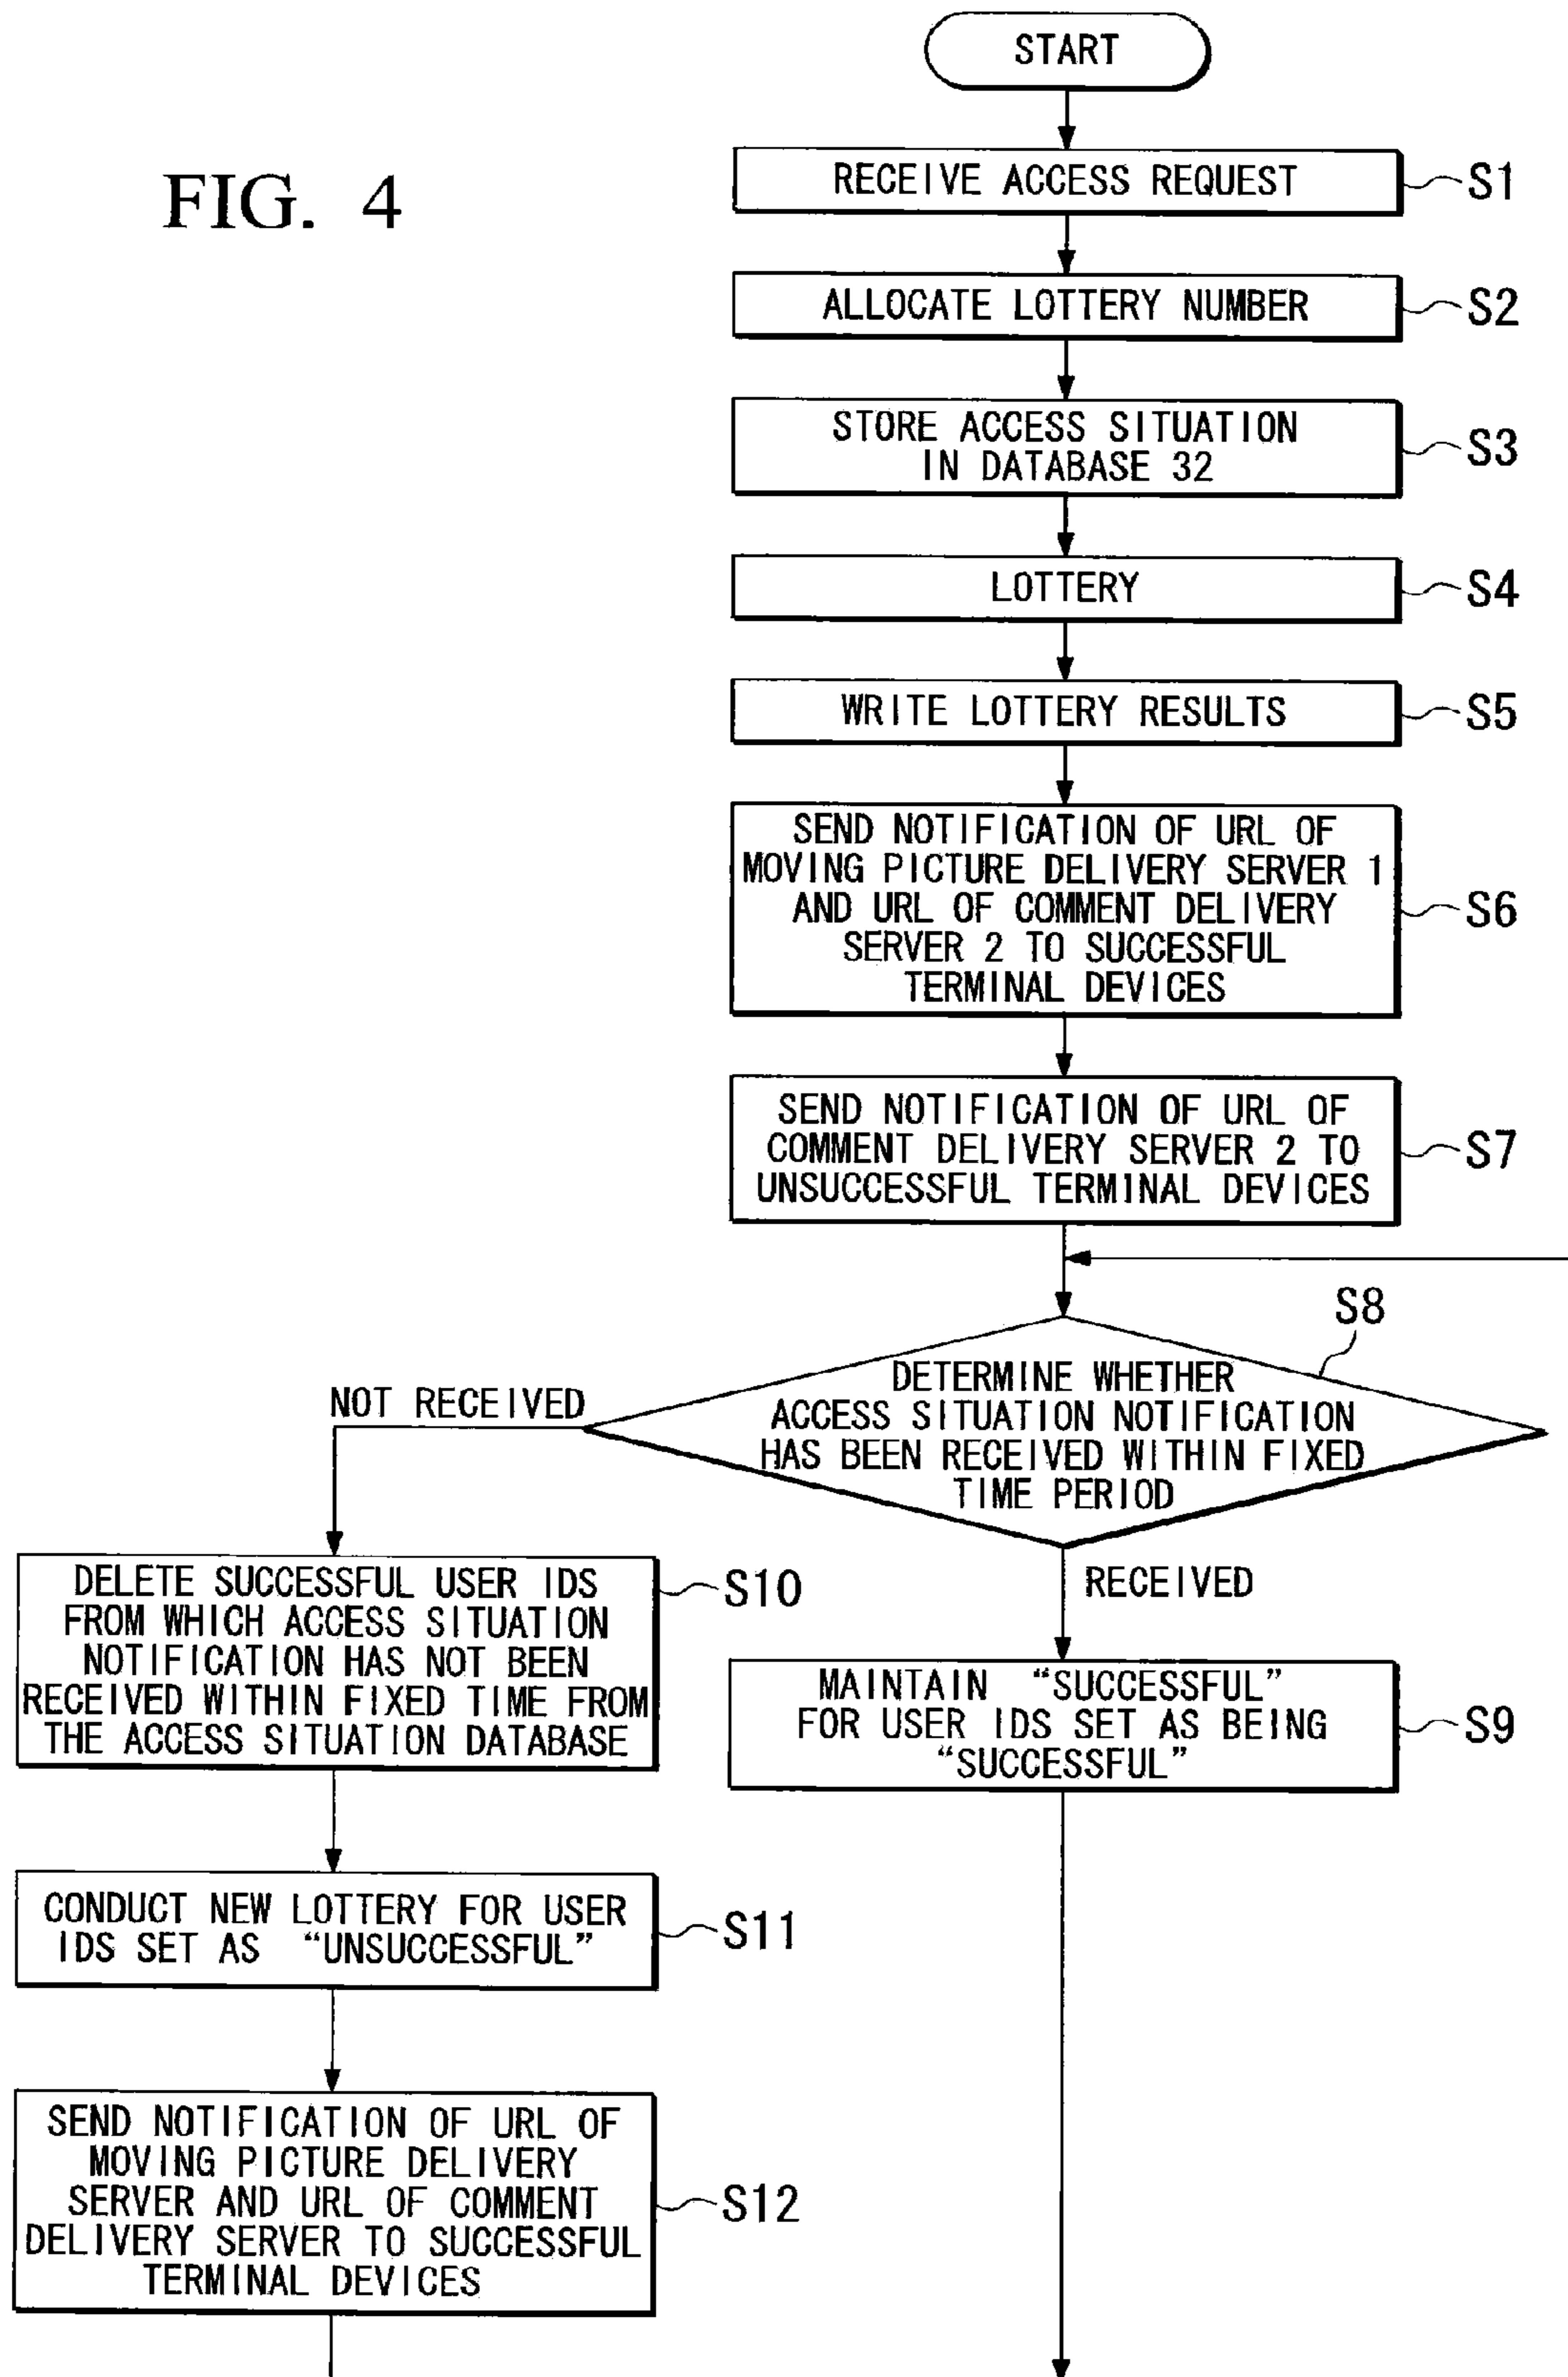 FIG. 4
START
RECEIVE ACCESS REQUEST
S1
ALLOCATE LOTTERY NUMBER
S2
STORE ACCESS SITUATION
IN DATABASE 32
S3
LOTTERY
S4
WRITE LOTTERY RESULTS
S5
SEND NOTIFICATION OF URL OF
MOVING PICTURE DELIVERY SERVER 1
AND URL OF COMMENT DELIVERY
SERVER 2 TO SUCCESSFUL
TERMINAL DEVICES
S6
SEND NOTIFICATION OF URL OF
COMMENT DELIVERY SERVER 2 TO
UNSUCCESSFUL TERMINAL DEVICES
S7
S8
DETERMINE WHETHER
ACCESS SITUATION NOTIFICATION
HAS BEEN RECEIVED WITHIN FIXED
TIME PERIOD
NOT RECEIVED
RECEIVED
DELETE SUCCESSFUL USER IDS
FROM WHICH ACCESS SITUATION
NOTIFICATION HAS NOT BEEN
RECEIVED WITHIN FIXED TIME FROM
THE ACCESS SITUATION DATABASE
S10
MAINTAIN “SUCCESSFUL”
FOR USER IDS SET AS BEING
“SUCCESSFUL”
S9
CONDUCT NEW LOTTERY FOR USER
IDS SET AS “UNSUCCESSFUL”
S11
SEND NOTIFICATION OF URL OF
MOVING PICTURE DELIVERY
SERVER AND URL OF COMMENT
DELIVERY SERVER TO SUCCESSFUL
TERMINAL DEVICES
S12